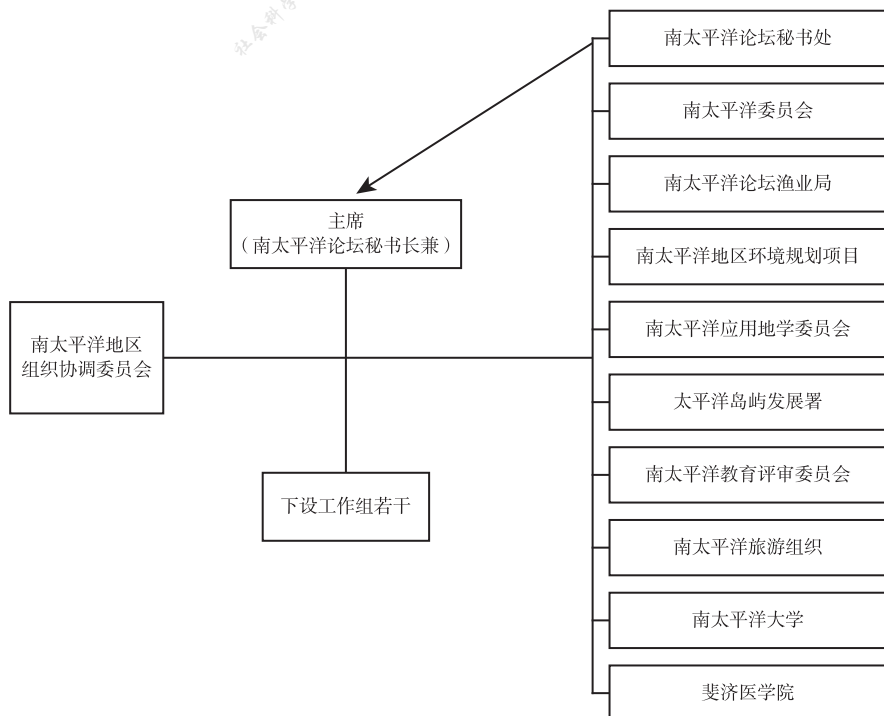 社会科学
南太平洋论坛秘书处
南太平洋委员会
南太平洋论坛渔业局
主席
（南太平洋论坛秘书长兼）
南太平洋地区环境规划项目
南太平洋地区
组织协调委员会
南太平洋应用地学委员会
太平洋岛屿发展署
下设工作组若干
南太平洋教育评审委员会
南太平洋旅游组织
南太平洋大学
斐济医学院